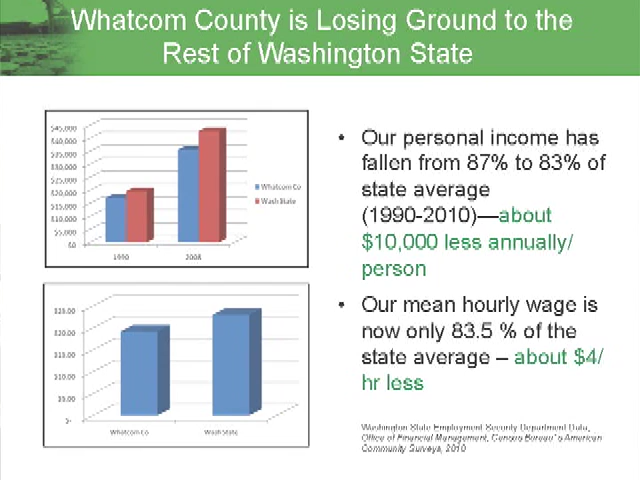 Whatcom County is Losing Ground to the
Rest of Washington State
$45,000
$40,000
$35,000
$30,000
$25,000
$20,000
$15,000
$10,000
$5,000
$0
1990
2008
Whatcom Co
Wash State
$25.00
$20.00
$15.00
$10.00
$5.00
$-
Whatcom Co
Wash State
• Our personal income has
fallen from 87% to 83% of
state average
(1990-2010)—about
$10,000 less annually/
person
• Our mean hourly wage is
now only 83.5 % of the
state average – about $4/
hr less
Washington State Employment Security Department Data,
Office of Financial Management, Census Bureau's American
Community Surveys, 2010